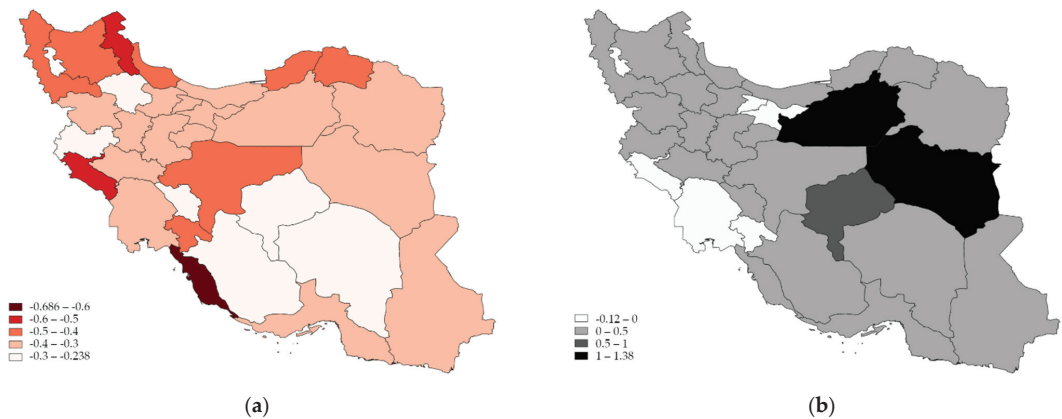 -0.686 – -0.6
-0.6 – -0.5
-0.5 – -0.4
-0.4 – -0.3
-0.3 – -0.238
(a)
-0.12 – 0
0 – 0.5
0.5 – 1
1 – 1.38
(b)